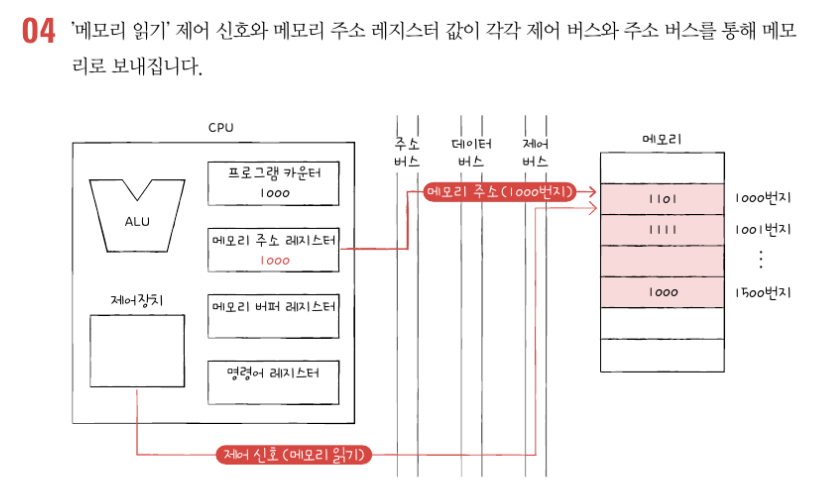 04 '메모리 읽기' 제어 신호와 메모리 주소 레지스터 값이 각각 제어 버스와 주소 버스를 통해 메모
리로 보내집니다.
CPU
주소
버스
데이터
버스
제어
버스
메모리
프로그램 카운터
1000
메모리 주소(1000번지)
ALU
1101
1000번지
메모리 주소 레지스터
1000
1111
1001번지
⋮
제어장치
메모리 버퍼 레지스터
1000
1500번지
명령어 레지스터
제어 신호(메모리 읽기)